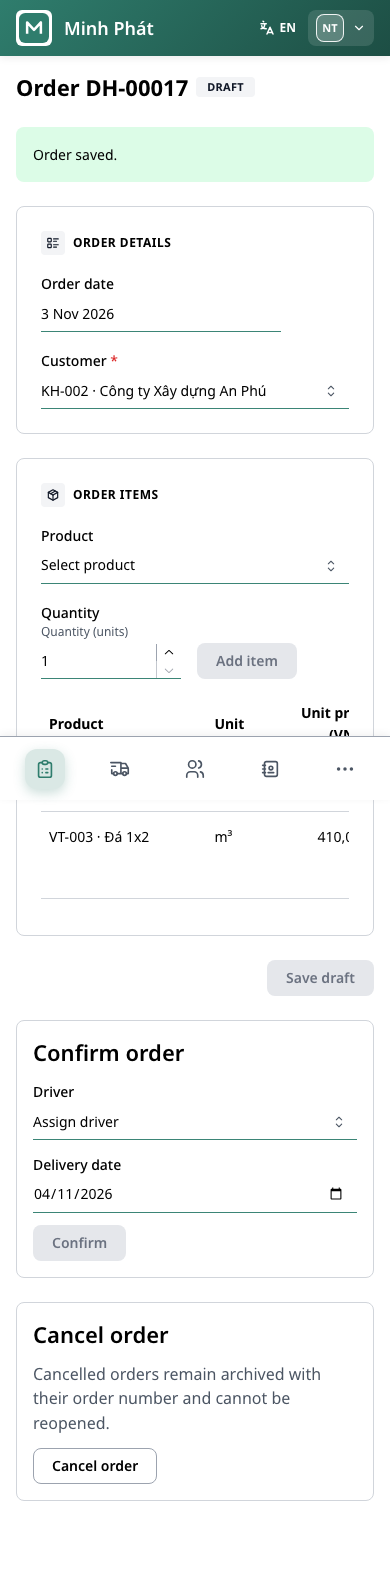 Minh Phát
EN
NT
Order DH-00017
DRAFT
Order saved.
ORDER DETAILS
Order date
3 Nov 2026
Customer *
KH-002 · Công ty Xây dựng An Phú
ORDER ITEMS
Product
Select product
Quantity
Quantity (units)
1
Add item
Product
Unit
Unit pr
VT-003 · Đá 1x2
m³
410,0
Save draft
Confirm order
Driver
Assign driver
Delivery date
04/11/2026
Confirm
Cancel order
Cancelled orders remain archived with
their order number and cannot be
reopened.
Cancel order